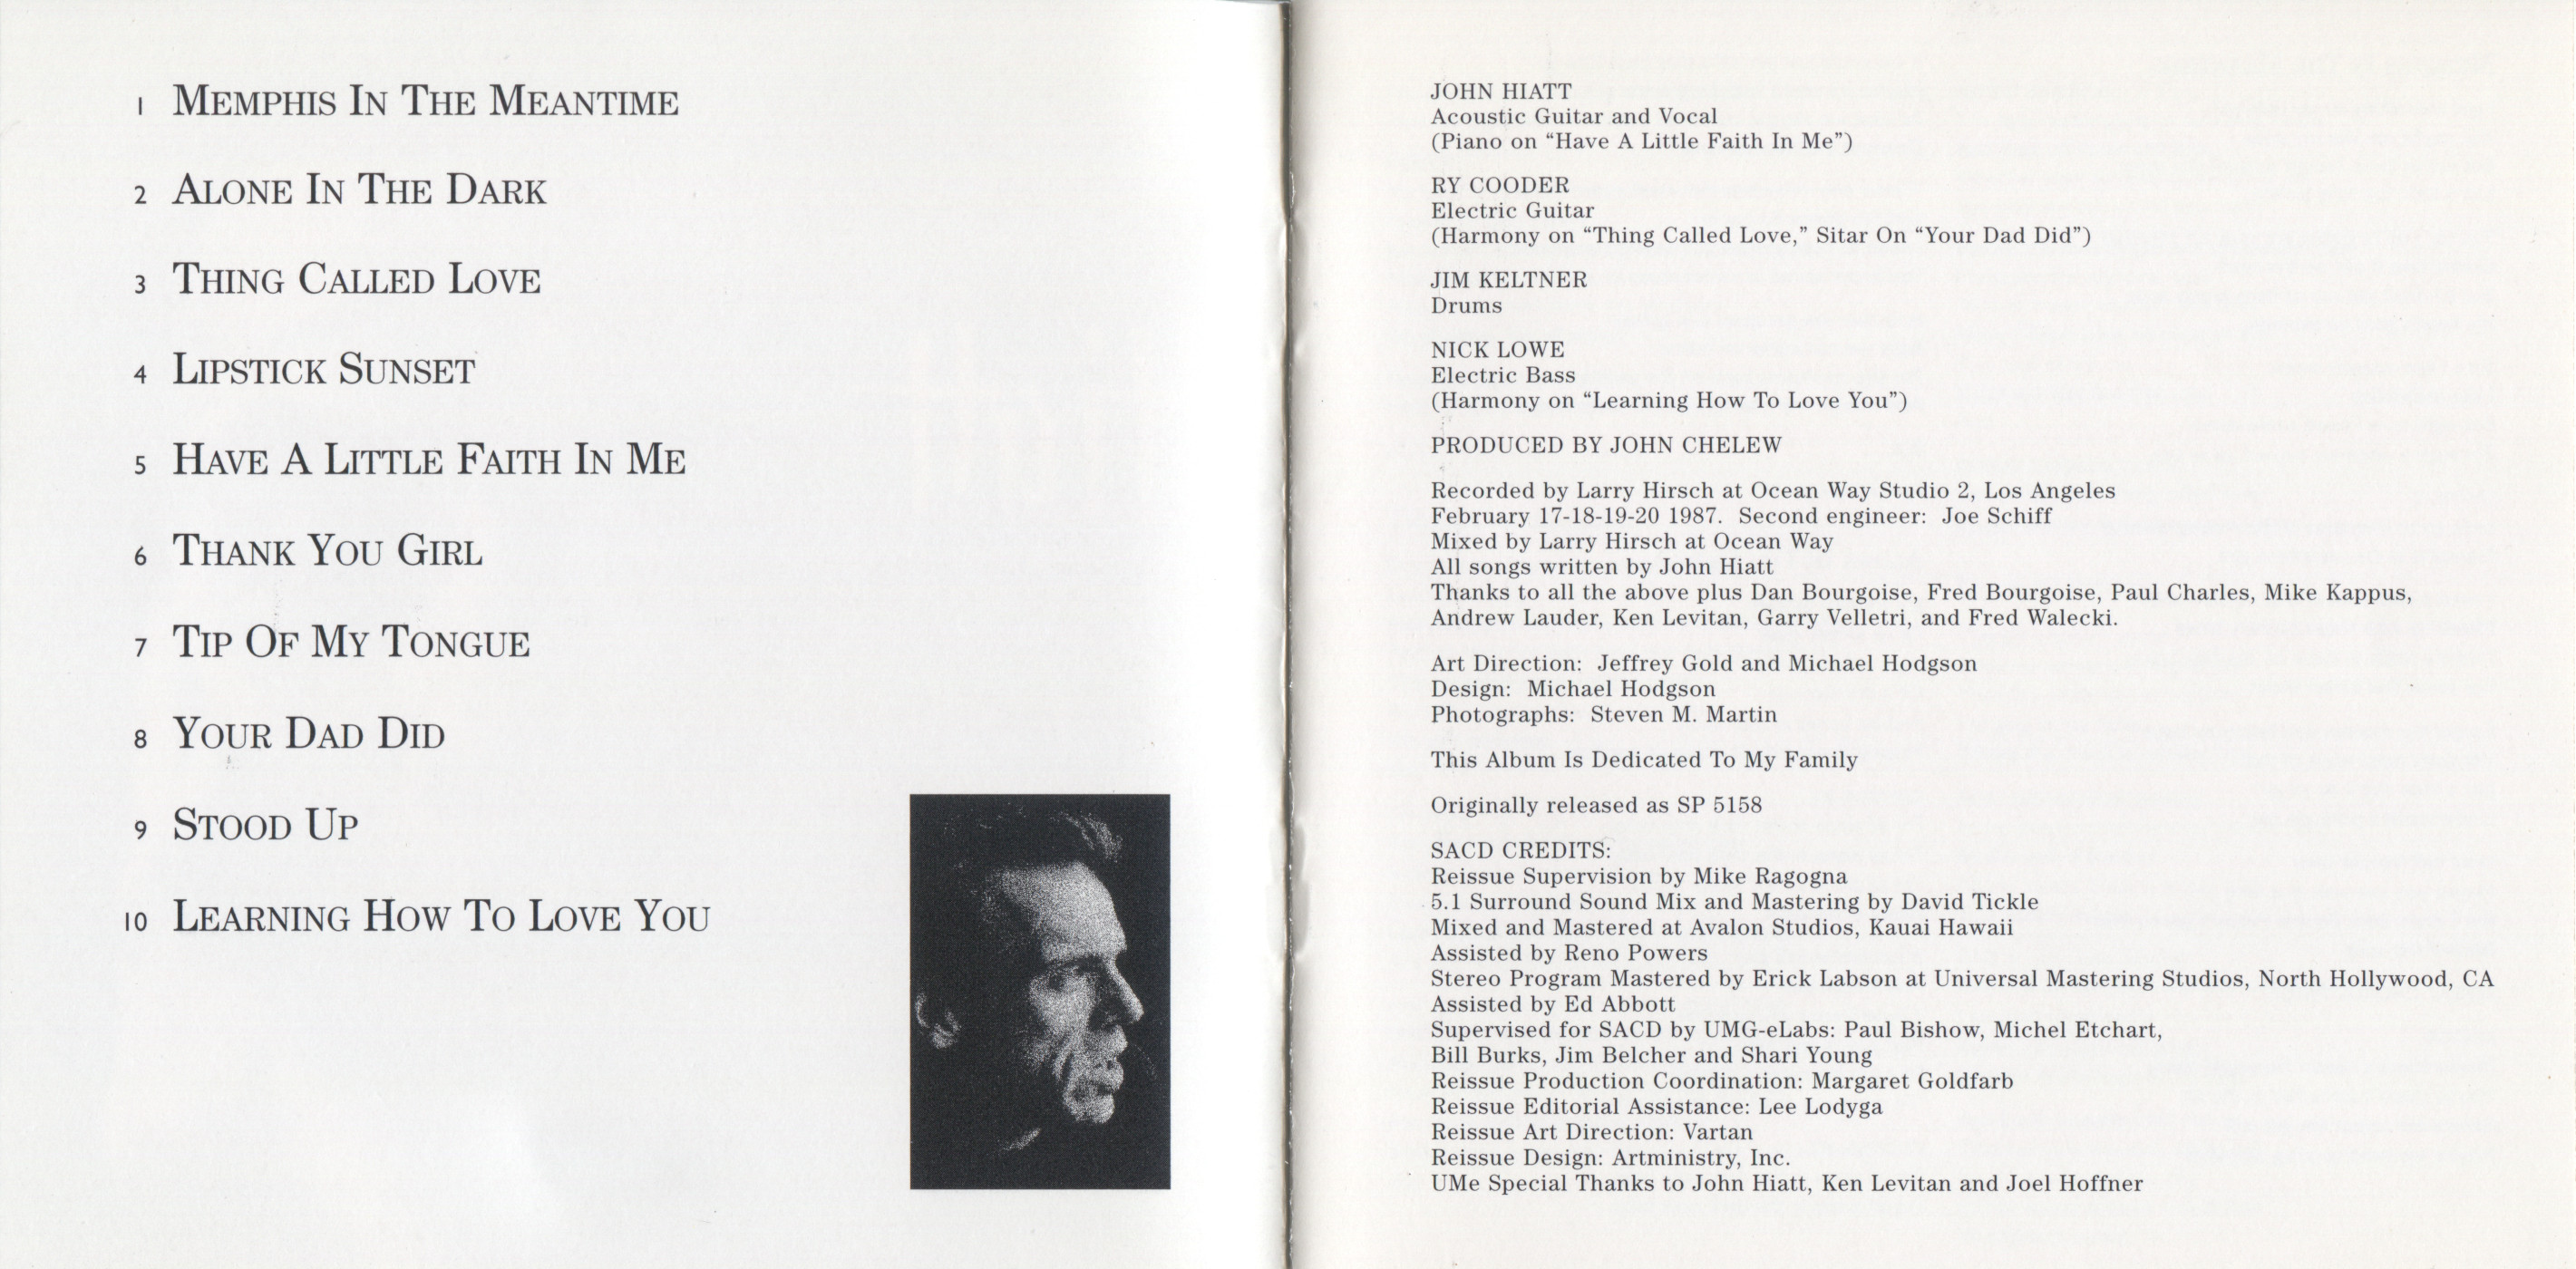 1 MEMPHIS IN THE MEANTIME
2 ALONE IN THE DARK
3 THING CALLED LOVE
4 LIPSTICK SUNSET
5 HAVE A LITTLE FAITH IN ME
6 THANK YOU GIRL
7 TIP OF MY TONGUE
8 YOUR DAD DID
9 STOOD UP
10 LEARNING HOW TO LOVE YOU
JOHN HIATT
Acoustic Guitar and Vocal
(Piano on “Have A Little Faith In Me”)
RY COODER
Electric Guitar
(Harmony on “Thing Called Love,” Sitar On “Your Dad Did”)
JIM KELTNER
Drums
NICK LOWE
Electric Bass
(Harmony on “Learning How To Love You”)
PRODUCED BY JOHN CHELEW
Recorded by Larry Hirsch at Ocean Way Studio 2, Los Angeles
February 17-18-19-20 1987.  Second engineer:  Joe Schiff
Mixed by Larry Hirsch at Ocean Way
All songs written by John Hiatt
Thanks to all the above plus Dan Bourgoise, Fred Bourgoise, Paul Charles, Mike Kappus,
Andrew Lauder, Ken Levitan, Garry Velletri, and Fred Walecki.
Art Direction:  Jeffrey Gold and Michael Hodgson
Design:  Michael Hodgson
Photographs:  Steven M. Martin
This Album Is Dedicated To My Family
Originally released as SP 5158
SACD CREDITS:
Reissue Supervision by Mike Ragogna
5.1 Surround Sound Mix and Mastering by David Tickle
Mixed and Mastered at Avalon Studios, Kauai Hawaii
Assisted by Reno Powers
Stereo Program Mastered by Erick Labson at Universal Mastering Studios, North Hollywood, CA
Assisted by Ed Abbott
Supervised for SACD by UMG-eLabs: Paul Bishow, Michel Etchart,
Bill Burks, Jim Belcher and Shari Young
Reissue Production Coordination: Margaret Goldfarb
Reissue Editorial Assistance: Lee Lodyga
Reissue Art Direction: Vartan
Reissue Design: Artministry, Inc.
UMe Special Thanks to John Hiatt, Ken Levitan and Joel Hoffner